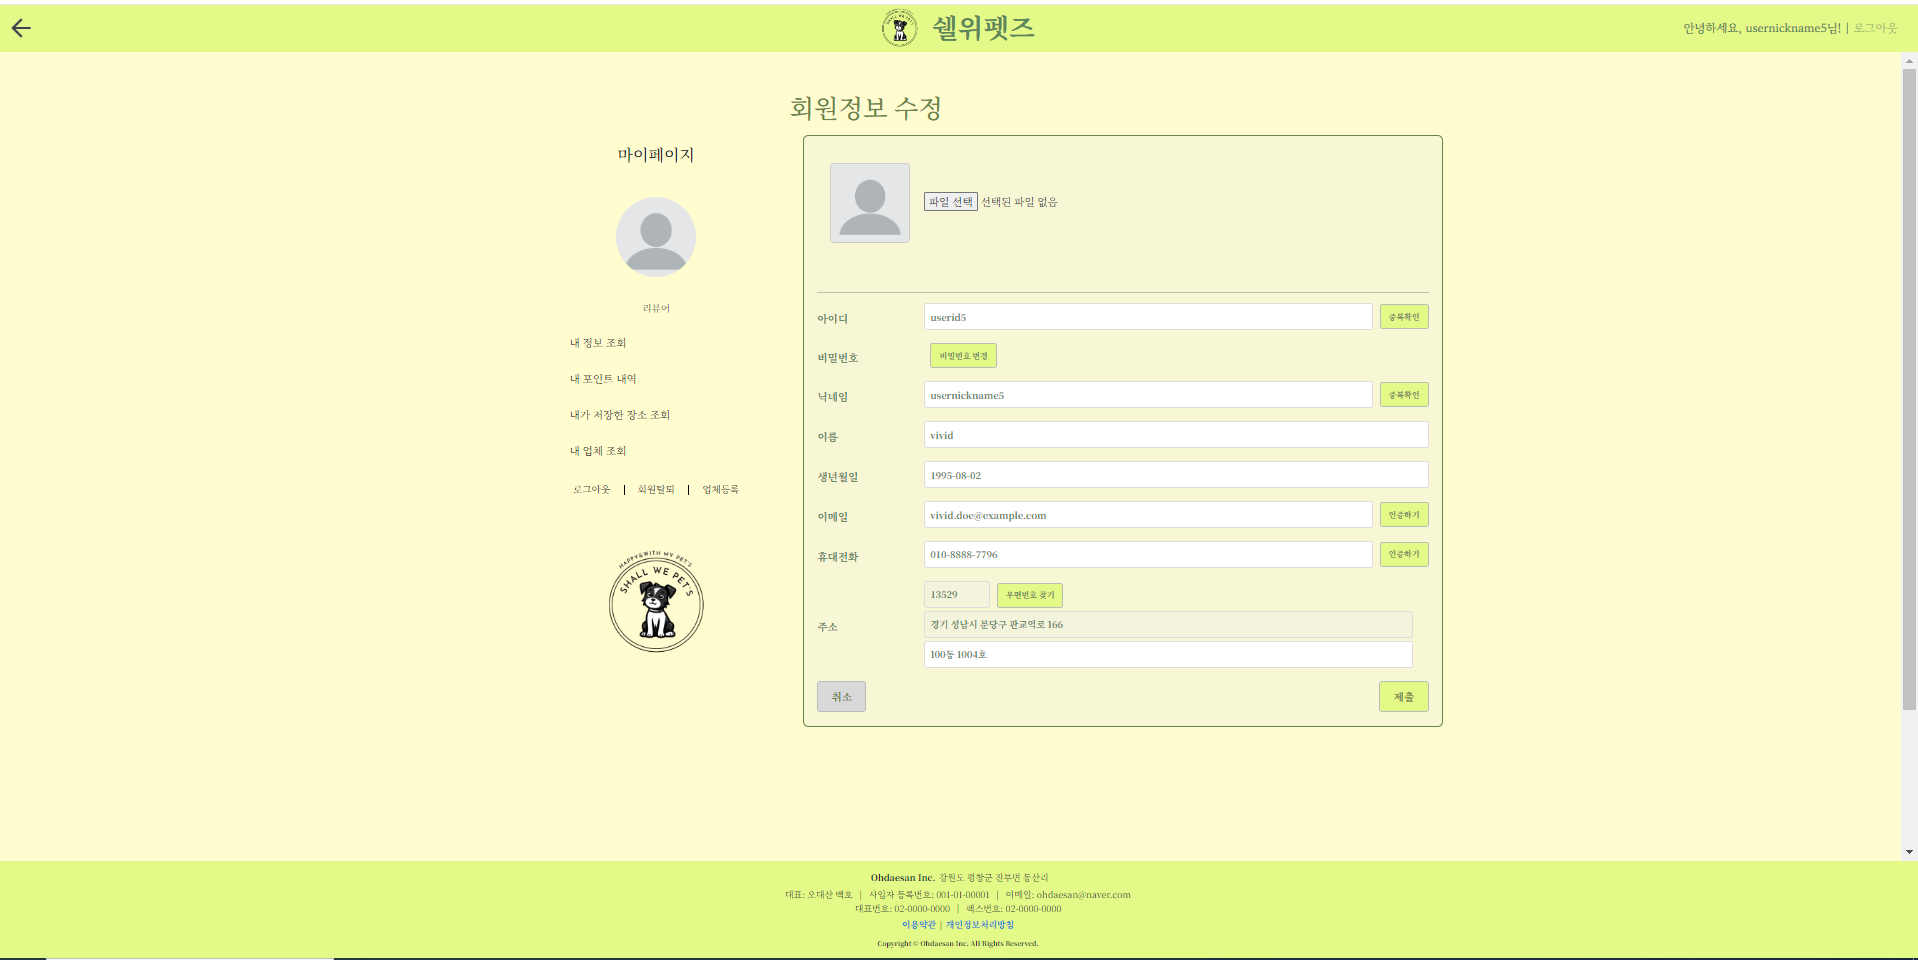 쉘위펫즈
안녕하세요, usernickname5님! | 로그아웃
회원정보 수정
마이페이지
리뷰어
내 정보 조회
내 포인트 내역
내가 저장한 장소 조회
내 업체 조회
로그아웃 | 회원탈퇴 | 업체등록
HAPPY&WITH MY PET'S
SHALL WE PET'S
파일 선택 선택된 파일 없음
아이디 userid5 중복확인
비밀번호 비밀번호 변경
닉네임 usernickname5 중복확인
이름 vivid
생년월일 1995-08-02
이메일 vivid.doe@example.com 인증하기
휴대전화 010-8888-7796 인증하기
13529 우편번호 찾기
주소 경기 성남시 분당구 판교역로 166
100동 1004호
취소 제출
Ohdaesan Inc. 강원도 평창군 진부면 동산리
대표: 오대산 백호 | 사업자 등록번호: 001-01-00001 | 이메일: ohdaesan@naver.com
대표번호: 02-0000-0000 | 팩스번호: 02-0000-0000
이용약관 | 개인정보처리방침
Copyright © Ohdaesan Inc. All Rights Reserved.